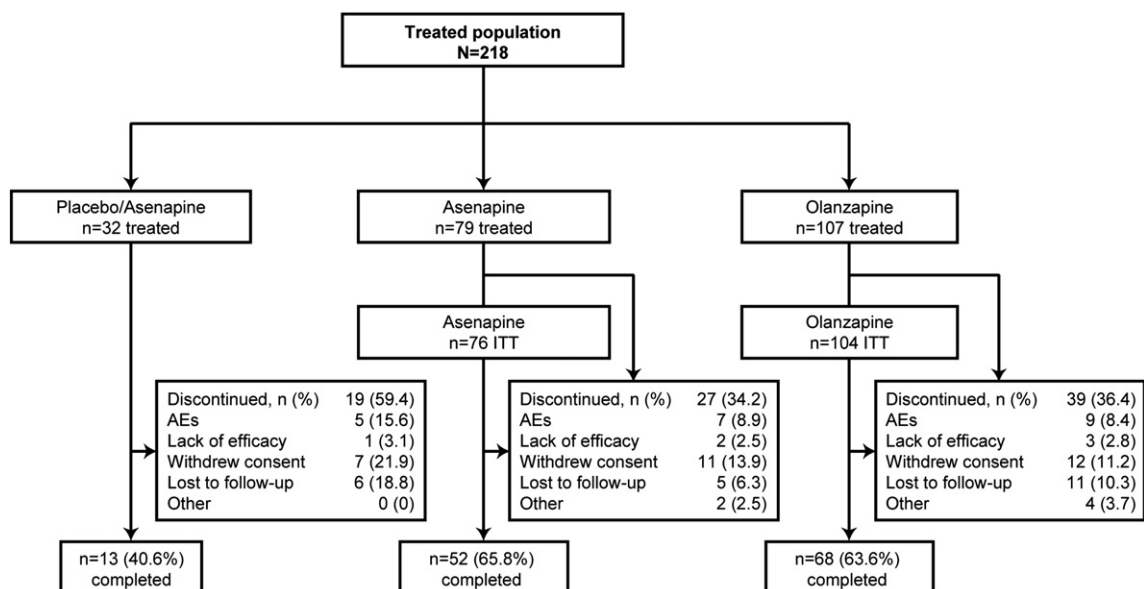 Treated population
N=218
Placebo/Asenapine
n=32 treated
Asenapine
n=79 treated
Olanzapine
n=107 treated
Asenapine
n=76 ITT
Olanzapine
n=104 ITT
Discontinued, n (%) 19 (59.4)
AEs 5 (15.6)
Lack of efficacy 1 (3.1)
Withdrew consent 7 (21.9)
Lost to follow-up 6 (18.8)
Other 0 (0)
Discontinued, n (%) 27 (34.2)
AEs 7 (8.9)
Lack of efficacy 2 (2.5)
Withdrew consent 11 (13.9)
Lost to follow-up 5 (6.3)
Other 2 (2.5)
Discontinued, n (%) 39 (36.4)
AEs 9 (8.4)
Lack of efficacy 3 (2.8)
Withdrew consent 12 (11.2)
Lost to follow-up 11 (10.3)
Other 4 (3.7)
n=13 (40.6%)
completed
n=52 (65.8%)
completed
n=68 (63.6%)
completed